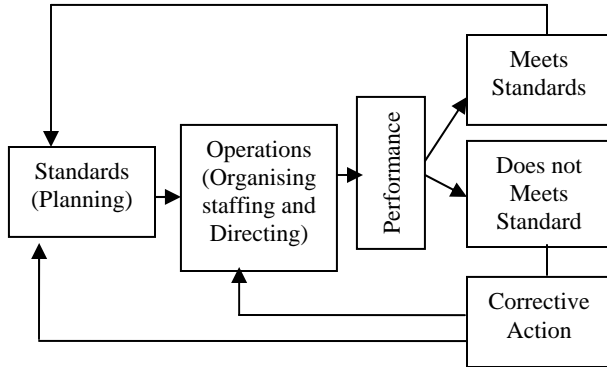 Standards
(Planning)
Operations
(Organising
staffing and
Directing)
Performance
Meets
Standards
Does not
Meets
Standard
Corrective
Action